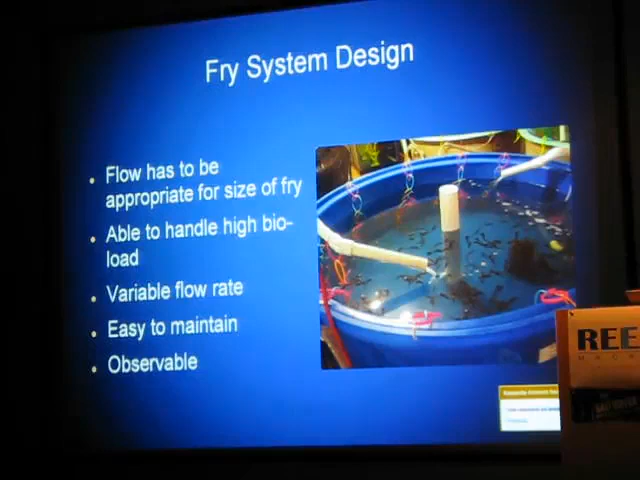 Fry System Design
• Flow has to be
appropriate for size of fry
• Able to handle high bio-
load
• Variable flow rate
• Easy to maintain
• Observable
REE